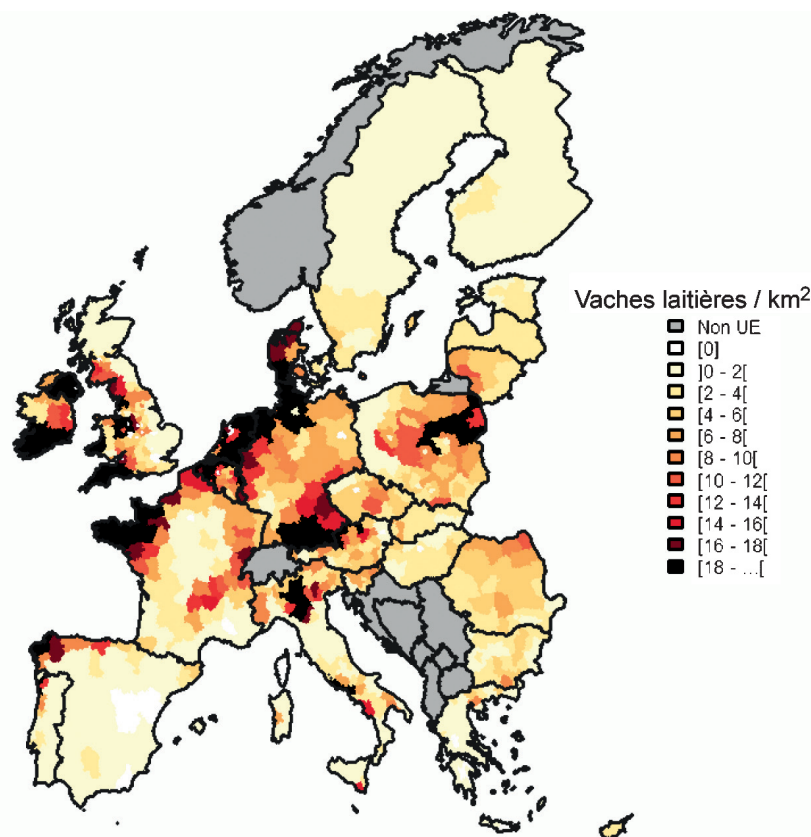 Vaches laitières / km²
Non UE
[0]
]0 - 2[
[2 - 4[
[4 - 6[
[6 - 8[
[8 - 10[
[10 - 12[
[12 - 14[
[14 - 16[
[16 - 18[
[18 - ...[